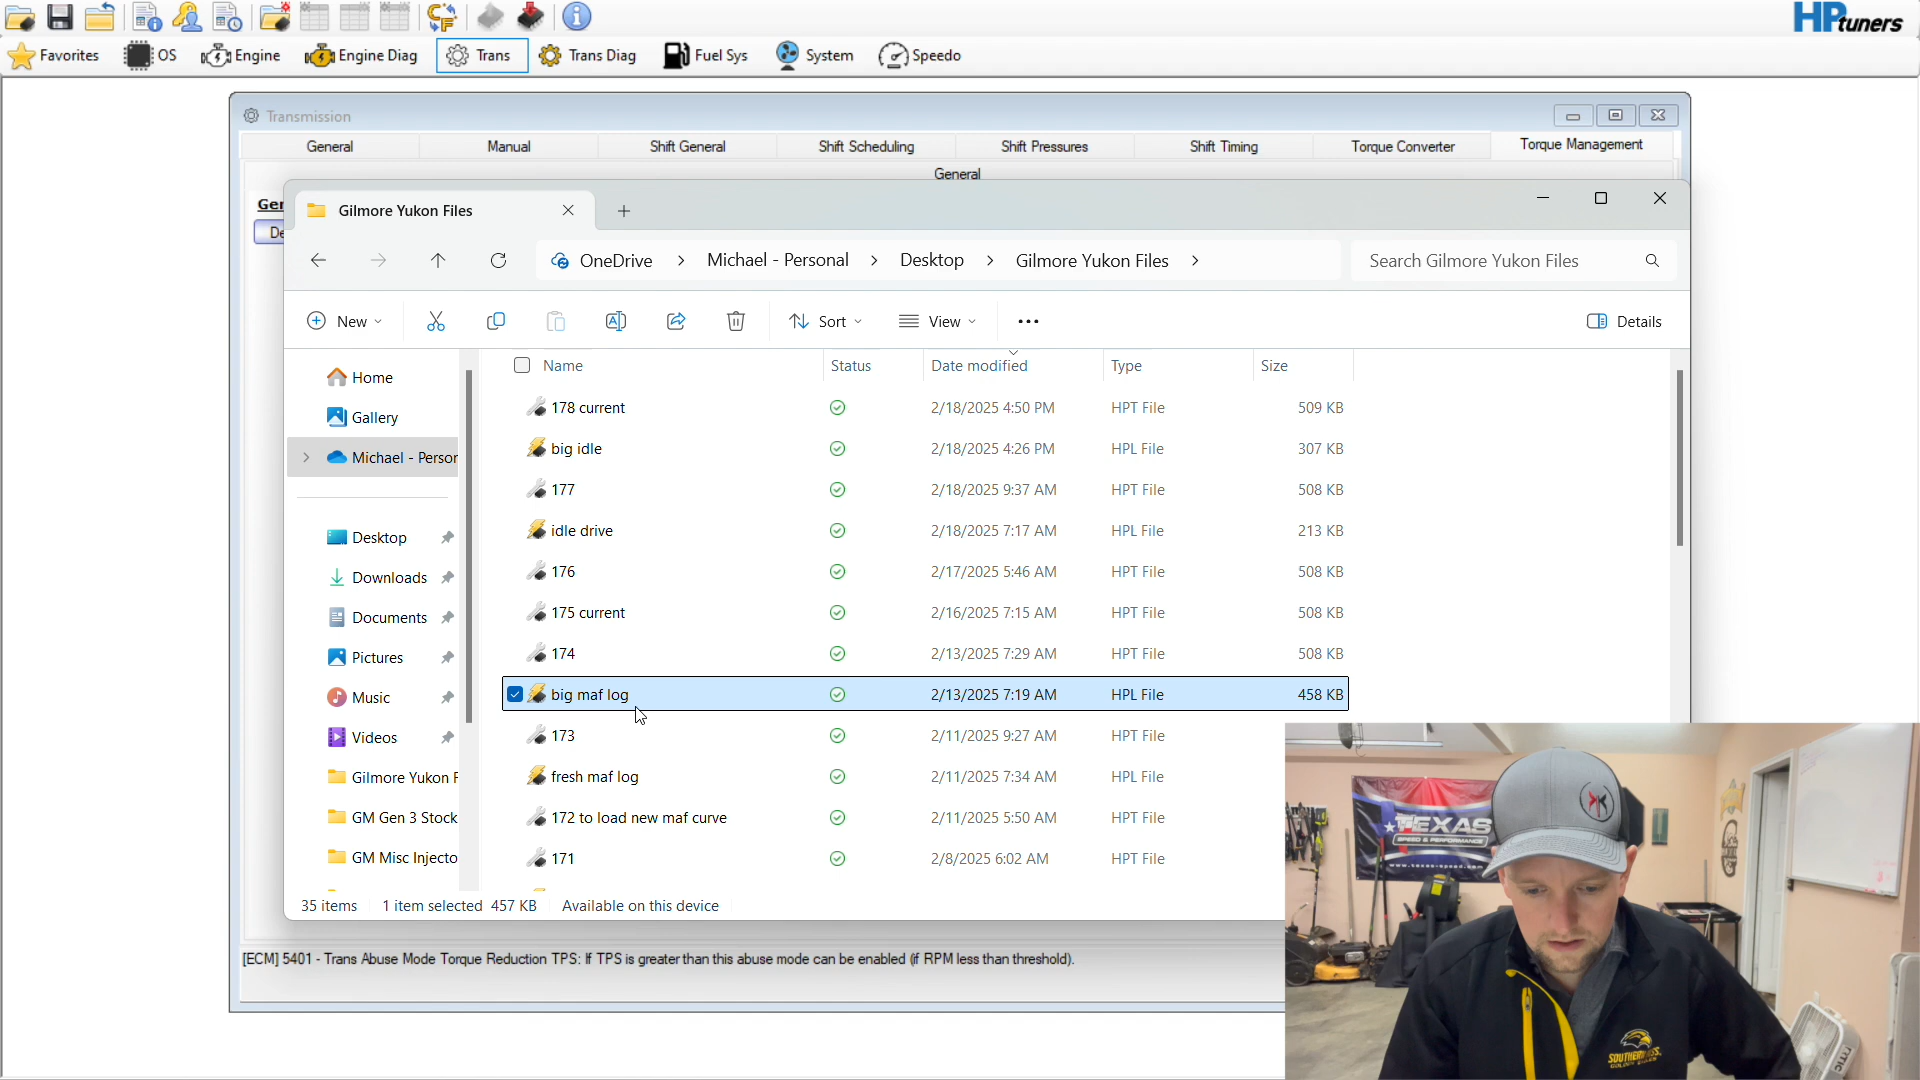 HPtuners
Favorites OS Engine Engine Diag Trans Trans Diag Fuel Sys System Speedo
Transmission
General Manual Shift General Shift Scheduling Shift Pressures Shift Timing Torque Converter Torque Management
General
Gilmore Yukon Files
OneDrive > Michael - Personal > Desktop > Gilmore Yukon Files >
Search Gilmore Yukon Files
New Sort View ••• Details
Name Status Date modified Type Size
Home
Gallery
Michael - Person
Desktop
Downloads
Documents
Pictures
Music
Videos
Gilmore Yukon F
GM Gen 3 Stock
GM Misc Injecto
178 current 2/18/2025 4:50 PM HPT File 509 KB
big idle 2/18/2025 4:26 PM HPL File 307 KB
177 2/18/2025 9:37 AM HPT File 508 KB
idle drive 2/18/2025 7:17 AM HPL File 213 KB
176 2/17/2025 5:46 AM HPT File 508 KB
175 current 2/16/2025 7:15 AM HPT File 508 KB
174 2/13/2025 7:29 AM HPT File 508 KB
big maf log 2/13/2025 7:19 AM HPL File 458 KB
173 2/11/2025 9:27 AM HPT File
fresh maf log 2/11/2025 7:34 AM HPL File
172 to load new maf curve 2/11/2025 5:50 AM HPT File
171 2/8/2025 6:02 AM HPT File
35 items 1 item selected 457 KB Available on this device
[ECM] 5401 - Trans Abuse Mode Torque Reduction TPS: If TPS is greater than this abuse mode can be enabled (if RPM less than threshold).
TEXAS
SPEED & PERFORMANCE
www.texas-speed.com
SOUTHERN MISS
GOLDEN EAGLES